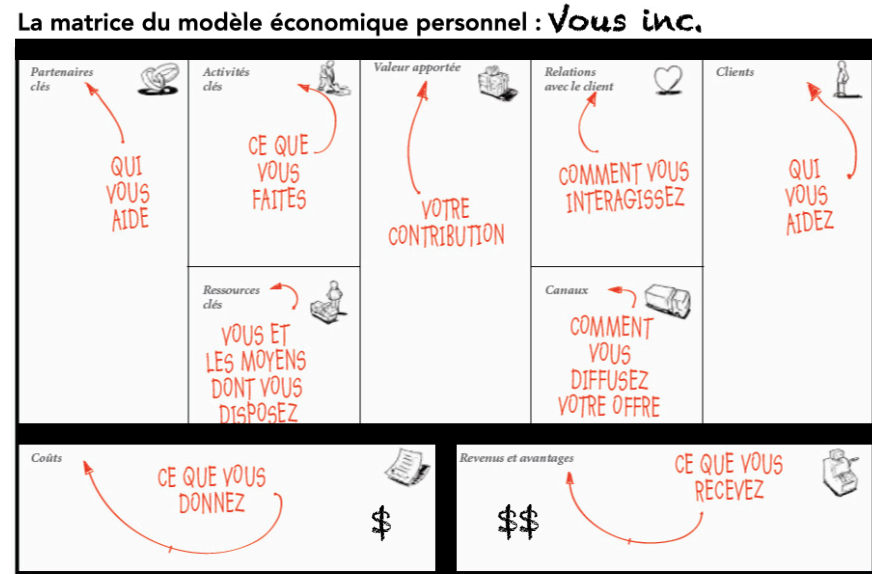 La matrice du modèle économique personnel : Vous inc.
Partenaires
clés
QUI
VOUS
AIDE
Activités
clés
CE QUE
VOUS
FAITES
Ressources
clés
VOUS ET
LES MOYENS
DONT VOUS
DISPOSEZ
Valeur apportée
VOTRE
CONTRIBUTION
Relations
avec le client
COMMENT VOUS
INTERAGISSEZ
Canaux
COMMENT
VOUS
DIFFUSEZ
VOTRE OFFRE
Clients
QUI
VOUS
AIDEZ
Coûts
CE QUE VOUS
DONNEZ
$
Revenus et avantages
CE QUE VOUS
RECEVEZ
$$